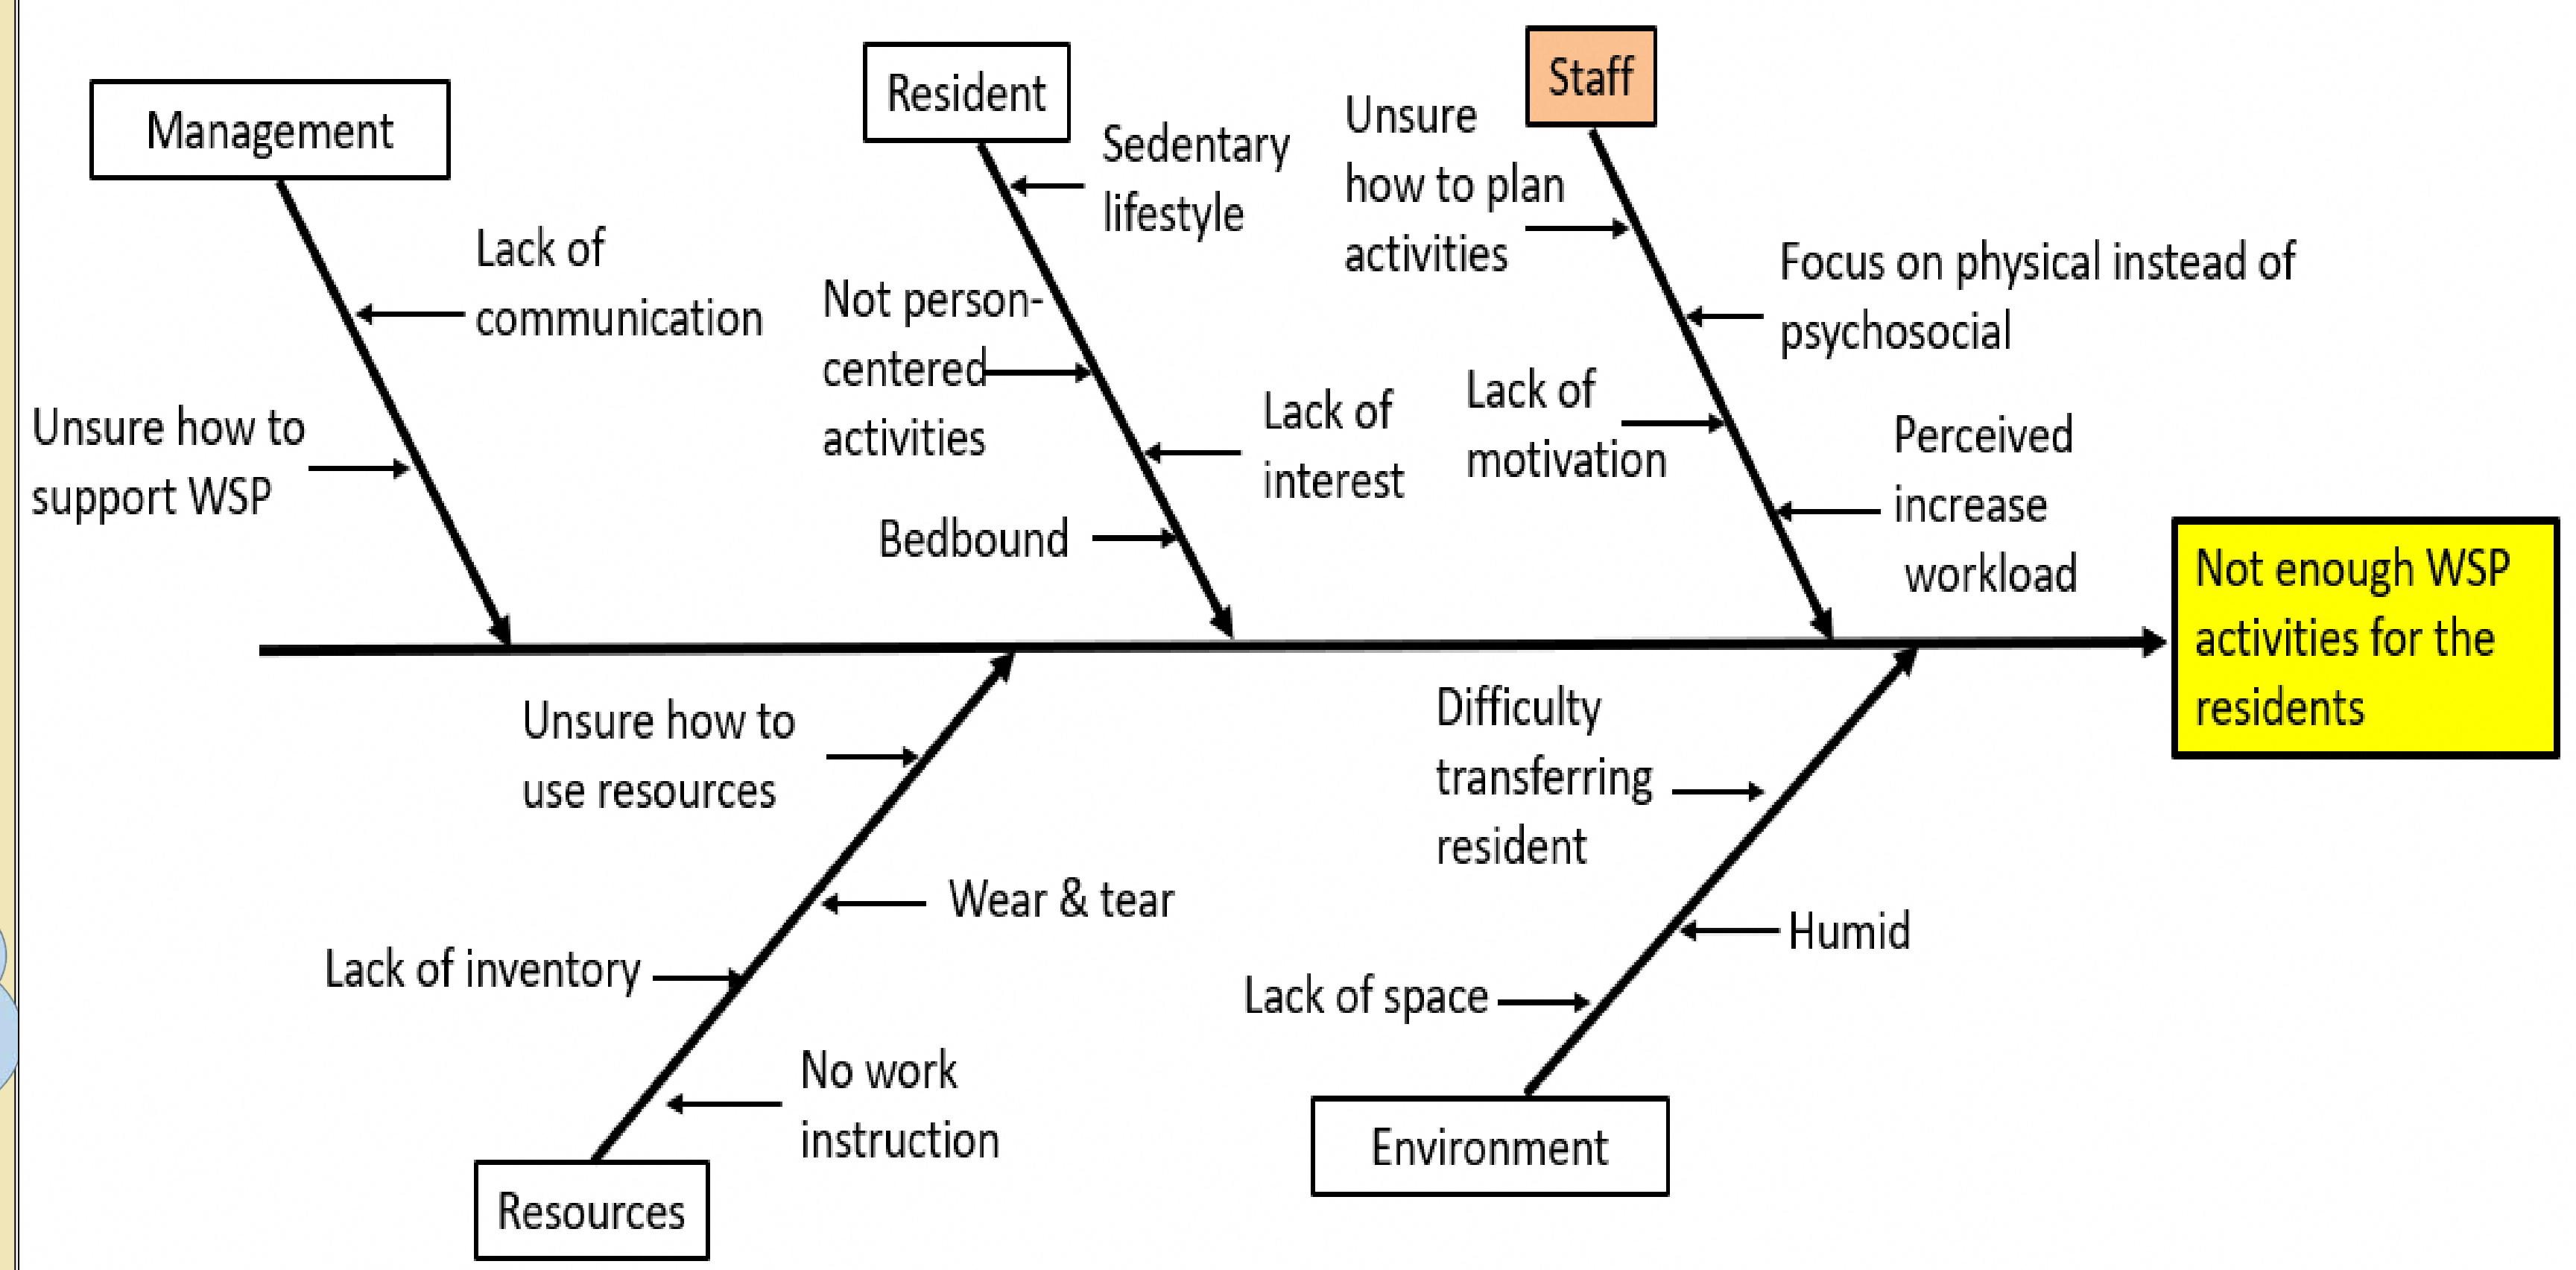 Management
Lack of
communication
Unsure how to
support WSP
Resident
Sedentary
lifestyle
Not person-
centered
activities
Lack of
interest
Bedbound
Staff
Unsure
how to plan
activities
Focus on physical instead of
psychosocial
Lack of
motivation
Perceived
increase
workload
Not enough WSP
activities for the
residents
Unsure how to
use resources
Wear & tear
Lack of inventory
No work
instruction
Resources
Difficulty
transferring
resident
Humid
Lack of space
Environment